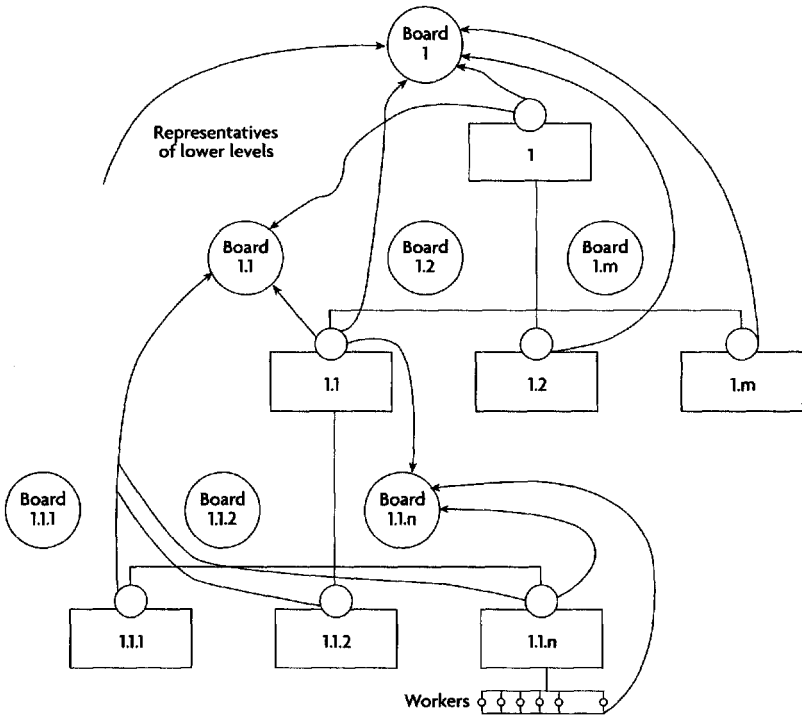 Board
1
Representatives
of lower levels
1
Board
1.1
Board
1.2
Board
1.m
1.1
1.2
1.m
Board
1.1.1
Board
1.1.2
Board
1.1.n
1.1.1
1.1.2
1.1.n
Workers